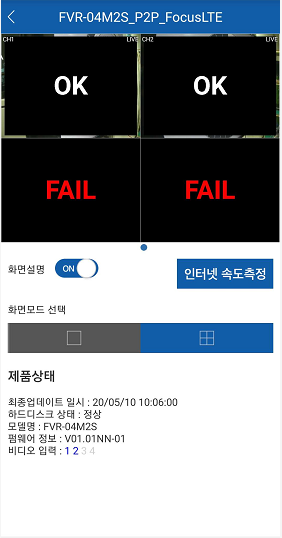 FVR-04M2S_P2P_FocusLTE
CH1 LIVE CH2 LIVE
OK OK
FAIL FAIL
화면설명 ON 인터넷 속도측정
화면모드 선택
제품상태
최종업데이트 일시 : 20/05/10 10:06:00
하드디스크 상태 : 정상
모델명 : FVR-04M2S
펌웨어 정보 : V01.01NN-01
비디오 입력 : 1 2 3 4